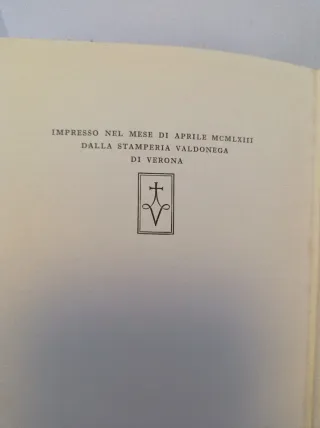 IMPRESSO NEL MESE DI APRILE MCMLXIII
DALLA STAMPERIA VALDONEGA
DI VERONA